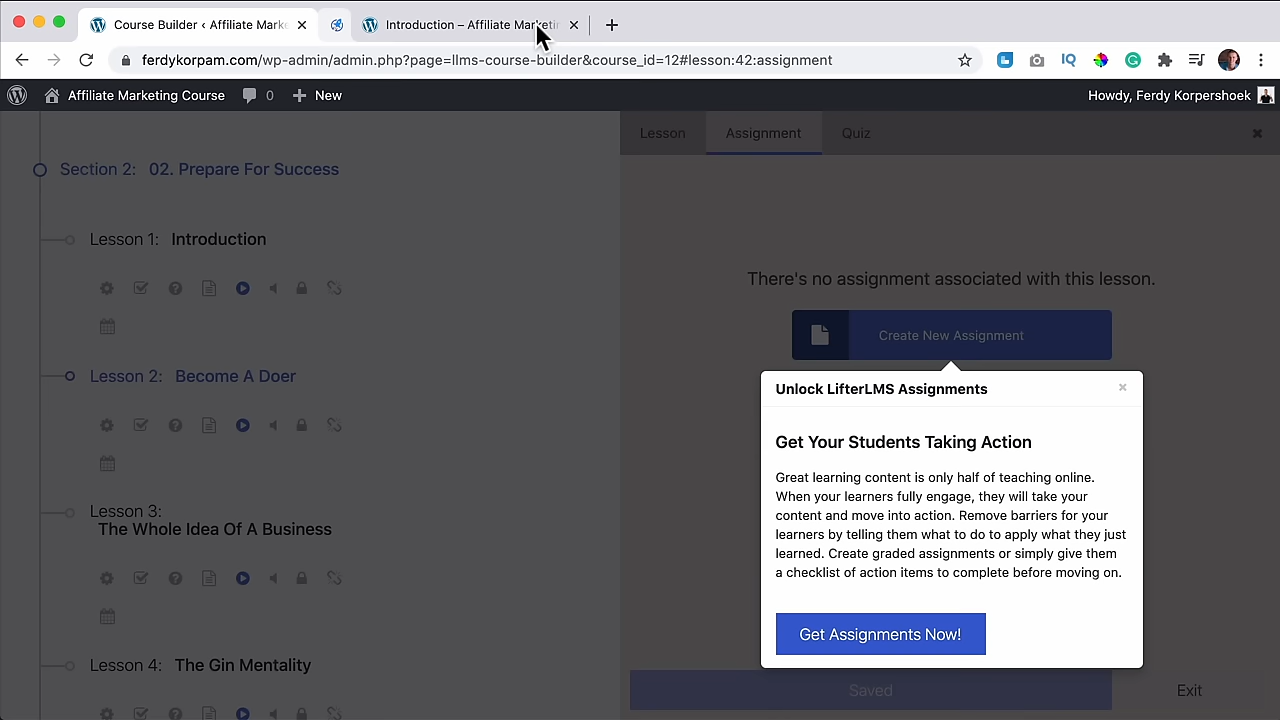 Course Builder ‹ Affiliate Marke
Introduction – Affiliate Marketin
ferdykorpam.com/wp-admin/admin.php?page=llms-course-builder&course_id=12#lesson:42:assignment
Affiliate Marketing Course
0
New
Howdy, Ferdy Korpershoek
Section 2: 02. Prepare For Success
Lesson 1: Introduction
Lesson 2: Become A Doer
Lesson 3:
The Whole Idea Of A Business
Lesson 4: The Gin Mentality
Lesson
Assignment
Quiz
There's no assignment associated with this lesson.
Create New Assignment
Unlock LifterLMS Assignments
Get Your Students Taking Action
Great learning content is only half of teaching online.
When your learners fully engage, they will take your
content and move into action. Remove barriers for your
learners by telling them what to do to apply what they just
learned. Create graded assignments or simply give them
a checklist of action items to complete before moving on.
Get Assignments Now!
Saved
Exit